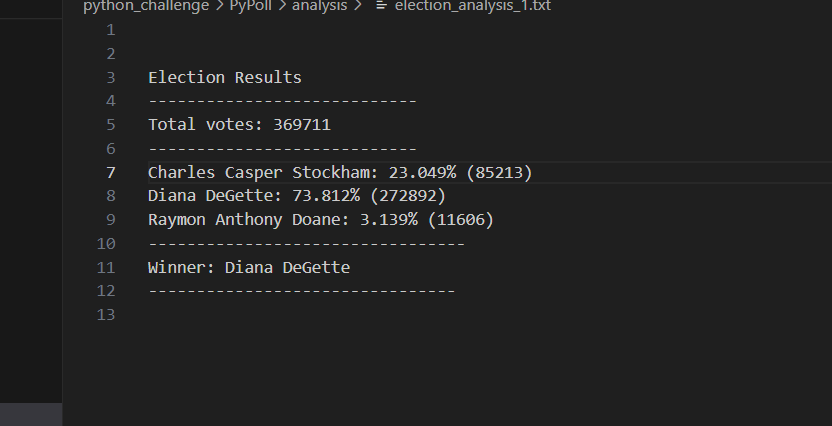 python_challenge > PyPoll > analysis > election_analysis_1.txt
1
2
3 Election Results
4 ----------------------------
5 Total votes: 369711
6 ----------------------------
7 Charles Casper Stockham: 23.049% (85213)
8 Diana DeGette: 73.812% (272892)
9 Raymon Anthony Doane: 3.139% (11606)
10 ---------------------------------
11 Winner: Diana DeGette
12 --------------------------------
13